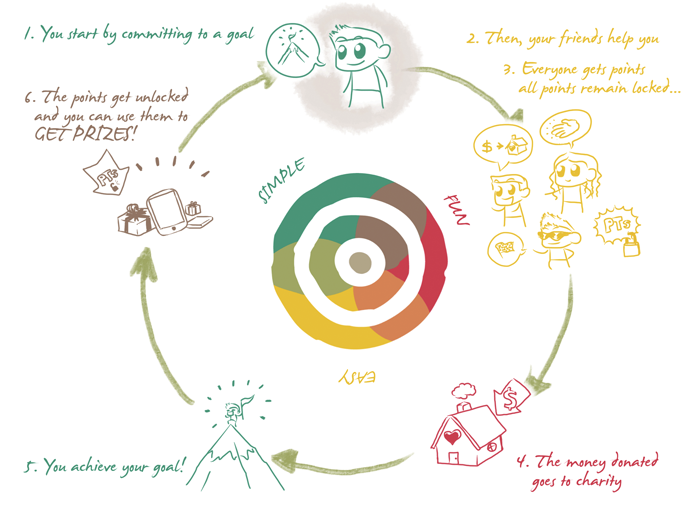 1. You start by committing to a goal
2. Then, your friends help you
3. Everyone gets points
all points remain locked...
6. The points get unlocked
and you can use them to
GET PRIZES!
PTs
$
PTs
SIMPLE
FUN
EASY
$
5. You achieve your goal!
4. The money donated
goes to charity